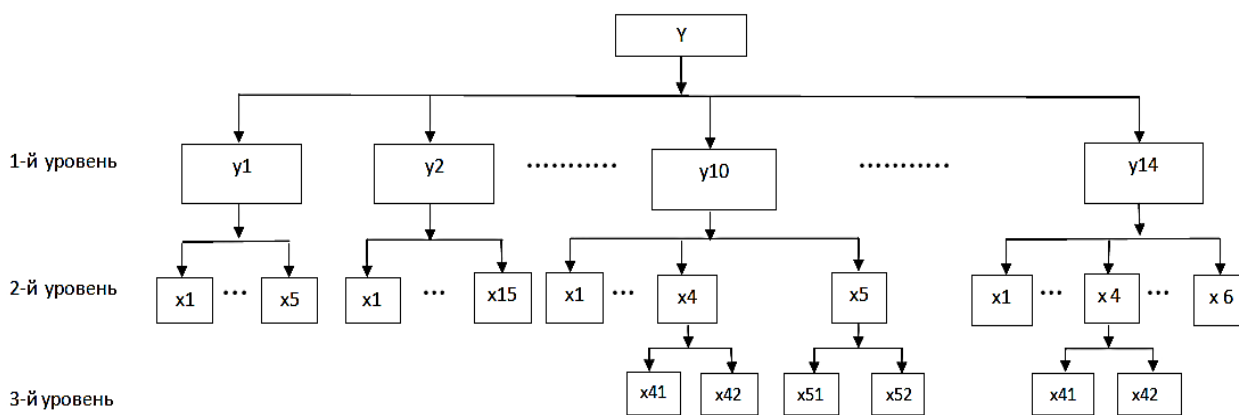 Y
1-й уровень y1 y2 ........... y10 ........... y14
2-й уровень x1 ... x5 x1 ... x15 x1 ... x4 x5 x1 ... x 4 ... x 6
3-й уровень x41 x42 x51 x52 x41 x42